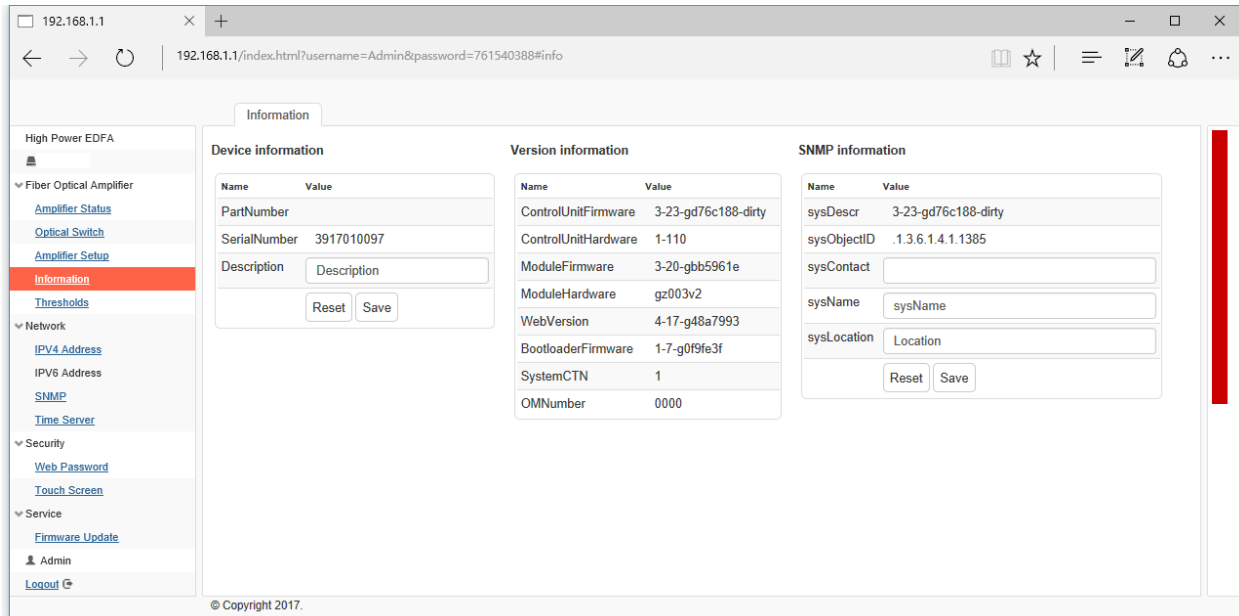 192.168.1.1
192.168.1.1/index.html?username=Admin&password=761540388#info
Information
High Power EDFA
Fiber Optical Amplifier
Amplifier Status
Optical Switch
Amplifier Setup
Information
Thresholds
Network
IPV4 Address
IPV6 Address
SNMP
Time Server
Security
Web Password
Touch Screen
Service
Firmware Update
Admin
Logout
Device information
Name Value
PartNumber
SerialNumber 3917010097
Description Description
Reset Save
Version information
Name Value
ControlUnitFirmware 3-23-gd76c188-dirty
ControlUnitHardware 1-110
ModuleFirmware 3-20-gbb5961e
ModuleHardware gz003v2
WebVersion 4-17-g48a7993
BootloaderFirmware 1-7-g0f9fe3f
SystemCTN 1
OMNumber 0000
SNMP information
Name Value
sysDescr 3-23-gd76c188-dirty
sysObjectID .1.3.6.1.4.1.1385
sysContact
sysName sysName
sysLocation Location
Reset Save
© Copyright 2017.